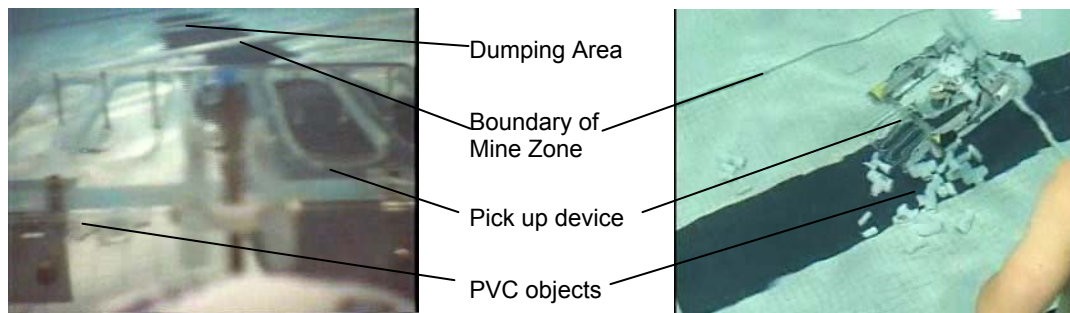 Dumping Area
Boundary of
Mine Zone
Pick up device
PVC objects